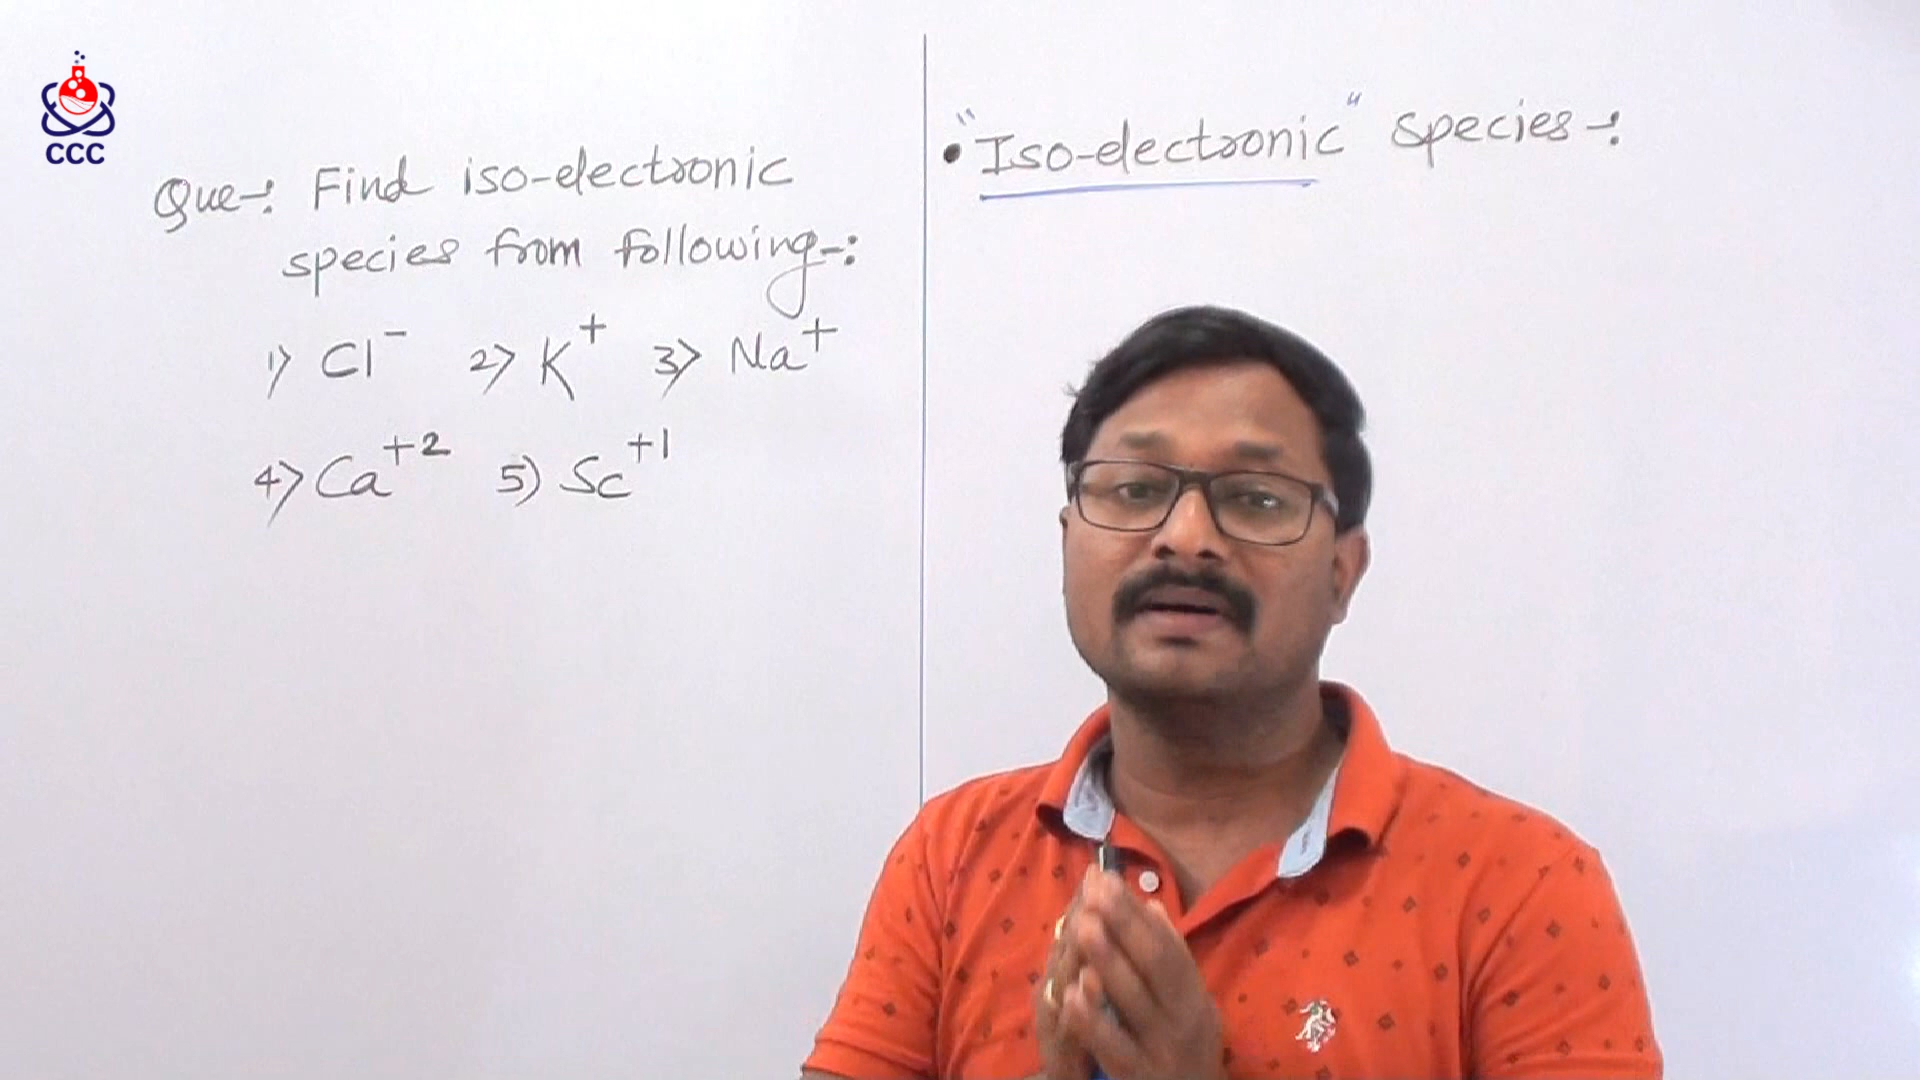 CCC
Que-: Find iso-electronic
species from following-:
1) Cl⁻ 2) K⁺ 3) Na⁺
4) Ca⁺² 5) Sc⁺¹
• "Iso-electronic" species-: